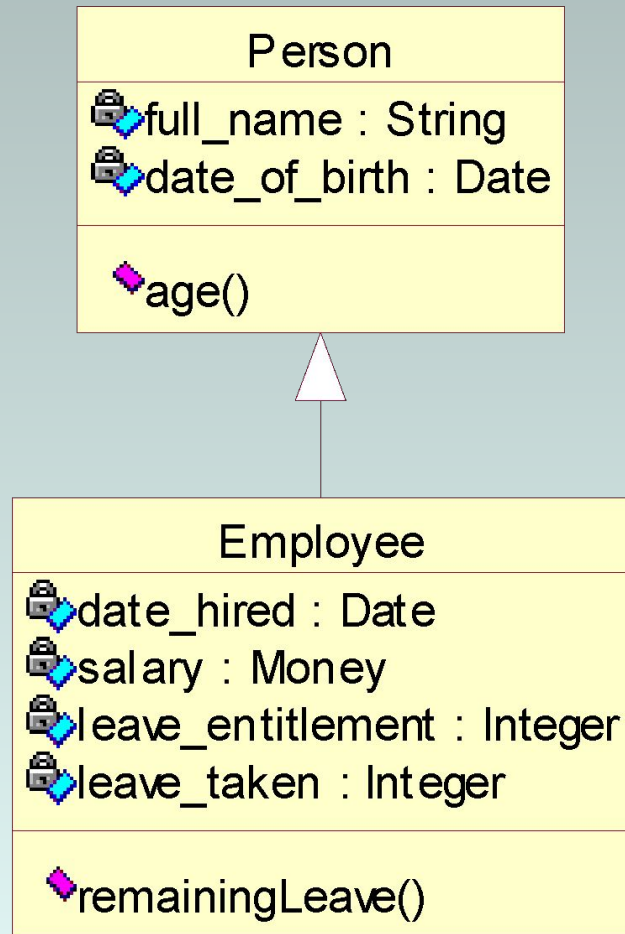 Person
full_name : String
date_of_birth : Date
age()
Employee
date_hired : Date
salary : Money
leave_entitlement : Integer
leave_taken : Integer
remainingLeave()